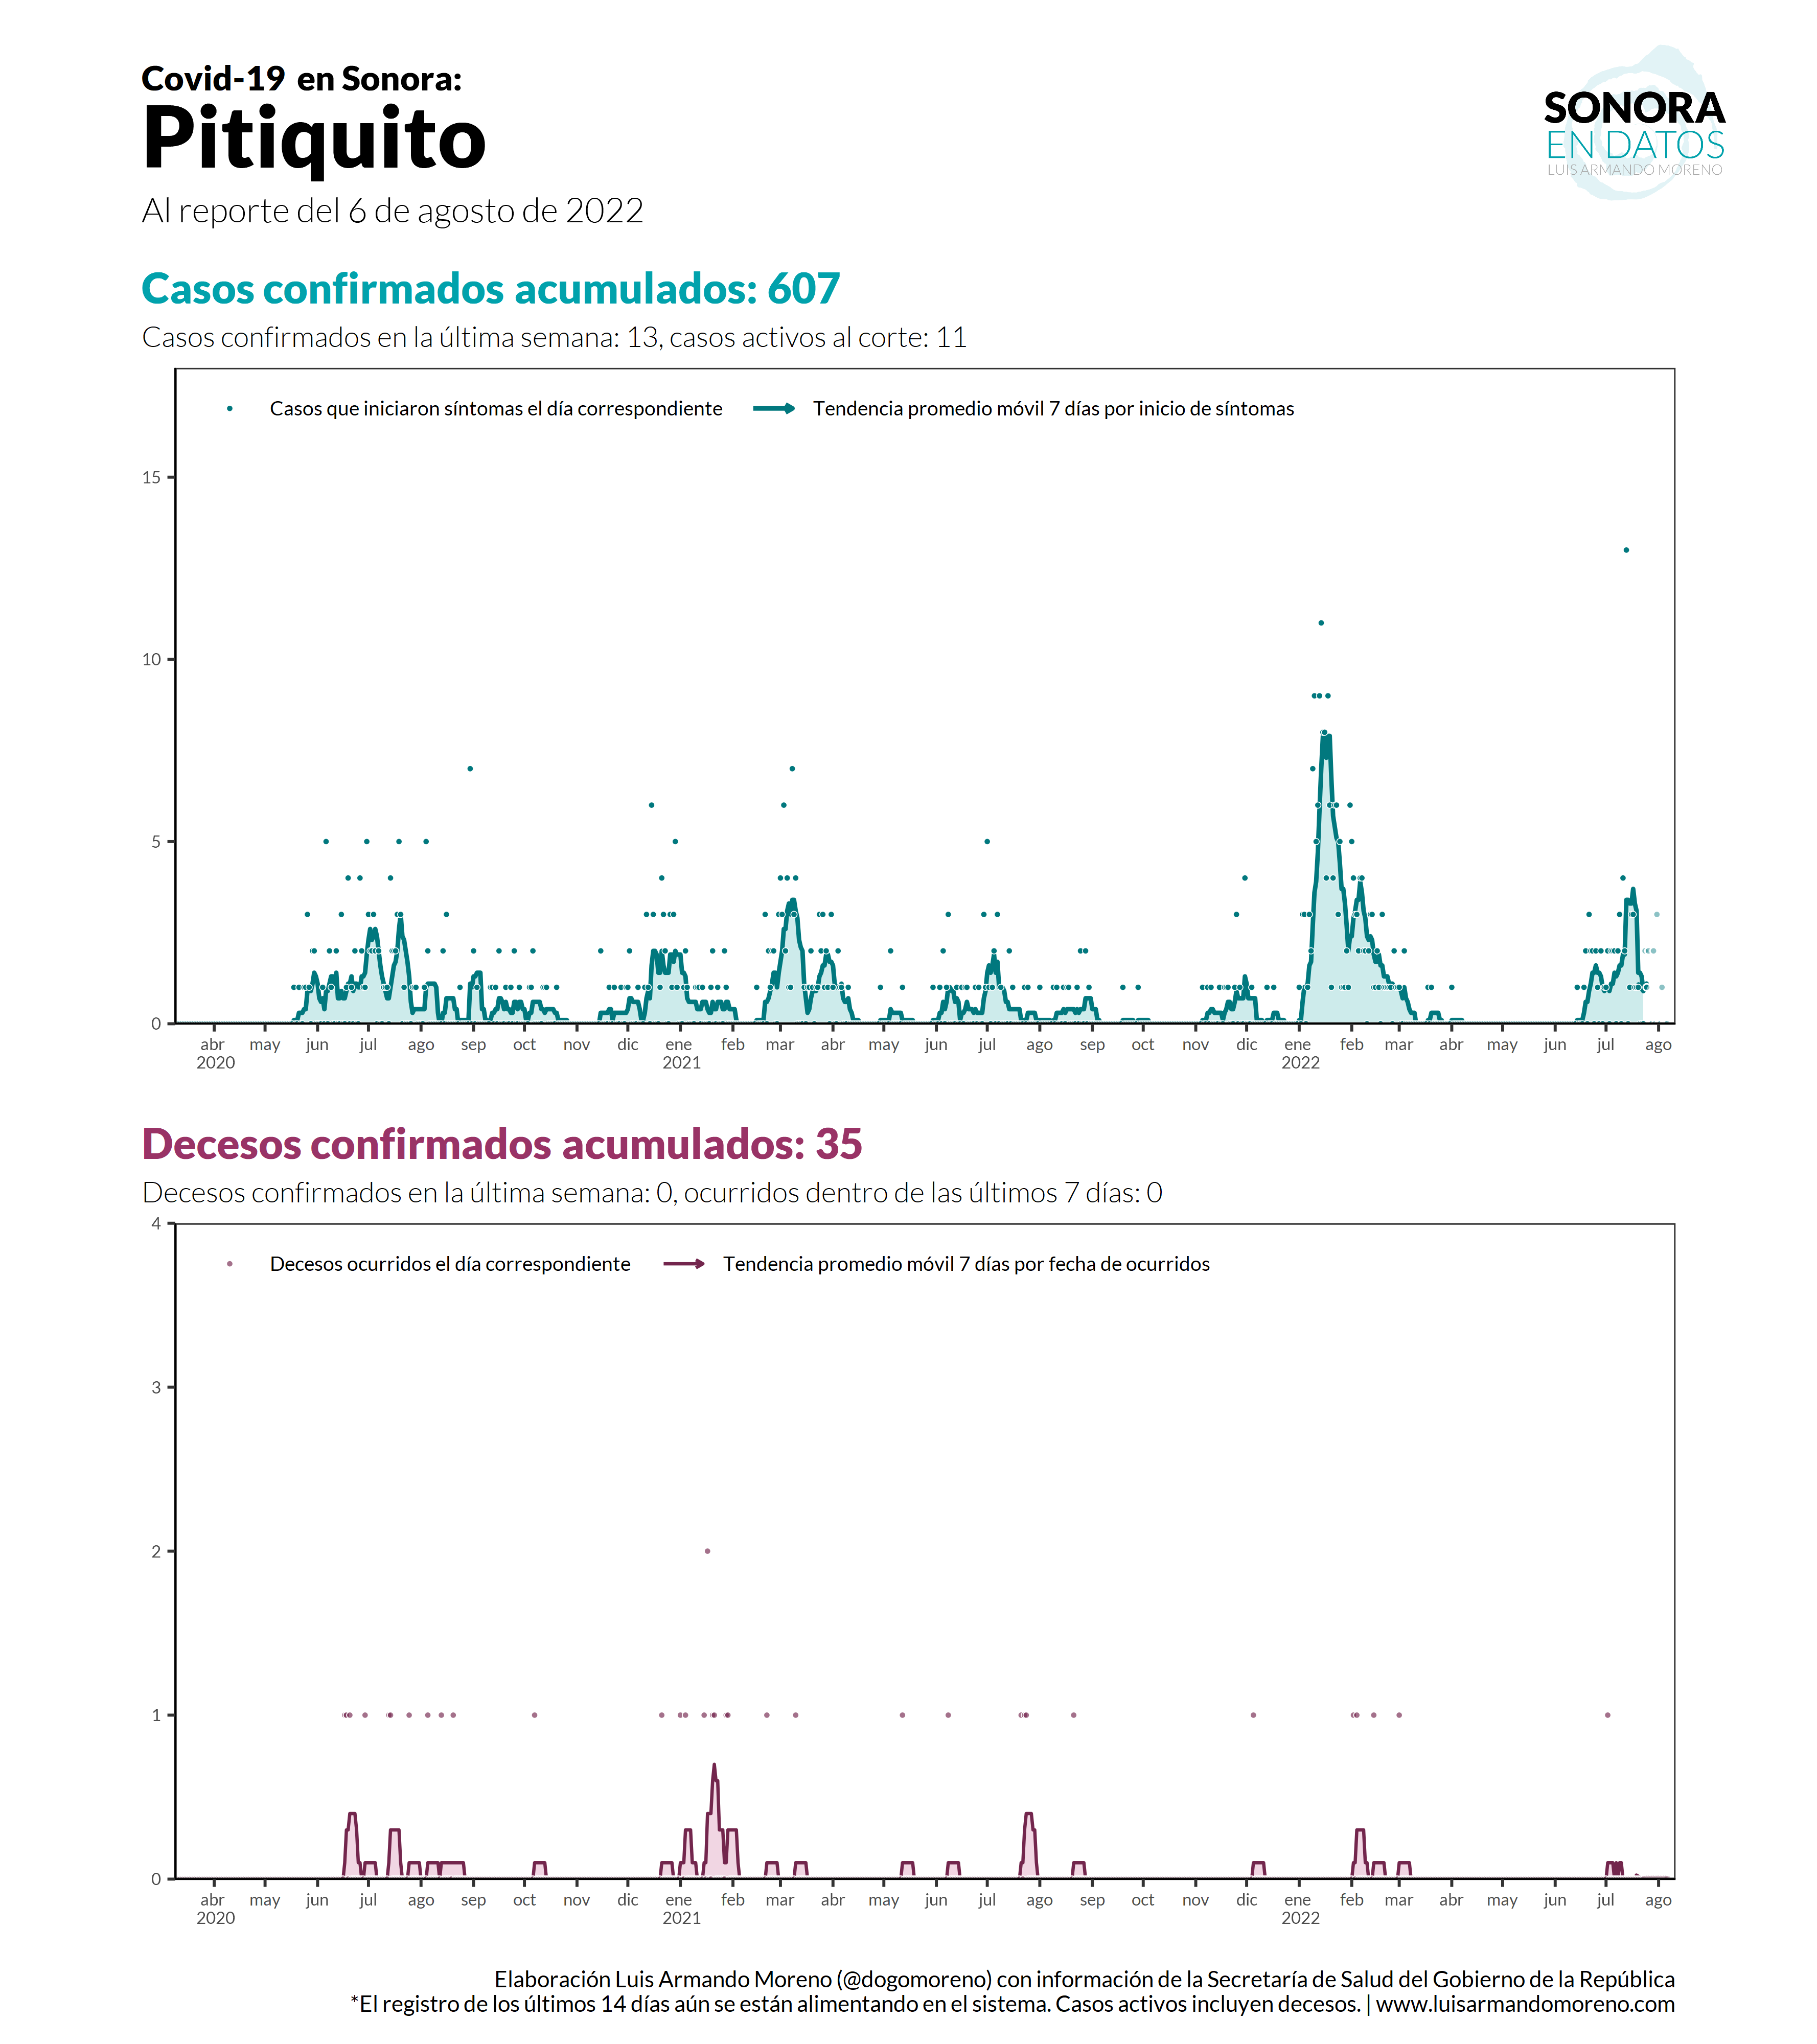 Covid-19 en Sonora:
Pitiquito
Al reporte del 6 de agosto de 2022
SONORA
EN DATOS
LUIS ARMANDO MORENO
Casos confirmados acumulados: 607
Casos confirmados en la última semana: 13, casos activos al corte: 11
Casos que iniciaron síntomas el día correspondiente Tendencia promedio móvil 7 días por inicio de síntomas
15
10
5
0
abr may jun jul ago sep oct nov dic ene feb mar abr may jun jul ago sep oct nov dic ene feb mar abr may jun jul ago
2020 2021 2022
Decesos confirmados acumulados: 35
Decesos confirmados en la última semana: 0, ocurridos dentro de las últimos 7 días: 0
Decesos ocurridos el día correspondiente Tendencia promedio móvil 7 días por fecha de ocurridos
4
3
2
1
0
abr may jun jul ago sep oct nov dic ene feb mar abr may jun jul ago sep oct nov dic ene feb mar abr may jun jul ago
2020 2021 2022
Elaboración Luis Armando Moreno (@dogomoreno) con información de la Secretaría de Salud del Gobierno de la República
*El registro de los últimos 14 días aún se están alimentando en el sistema. Casos activos incluyen decesos. | www.luisarmandomoreno.com